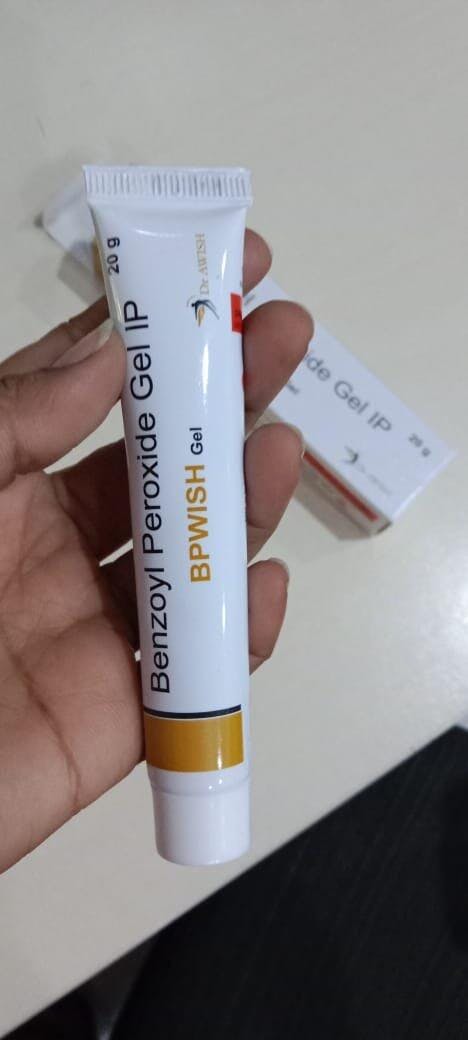 Benzoyl Peroxide Gel IP
20 g
BPWISH Gel
Dr AWISH
ide Gel IP
20 g